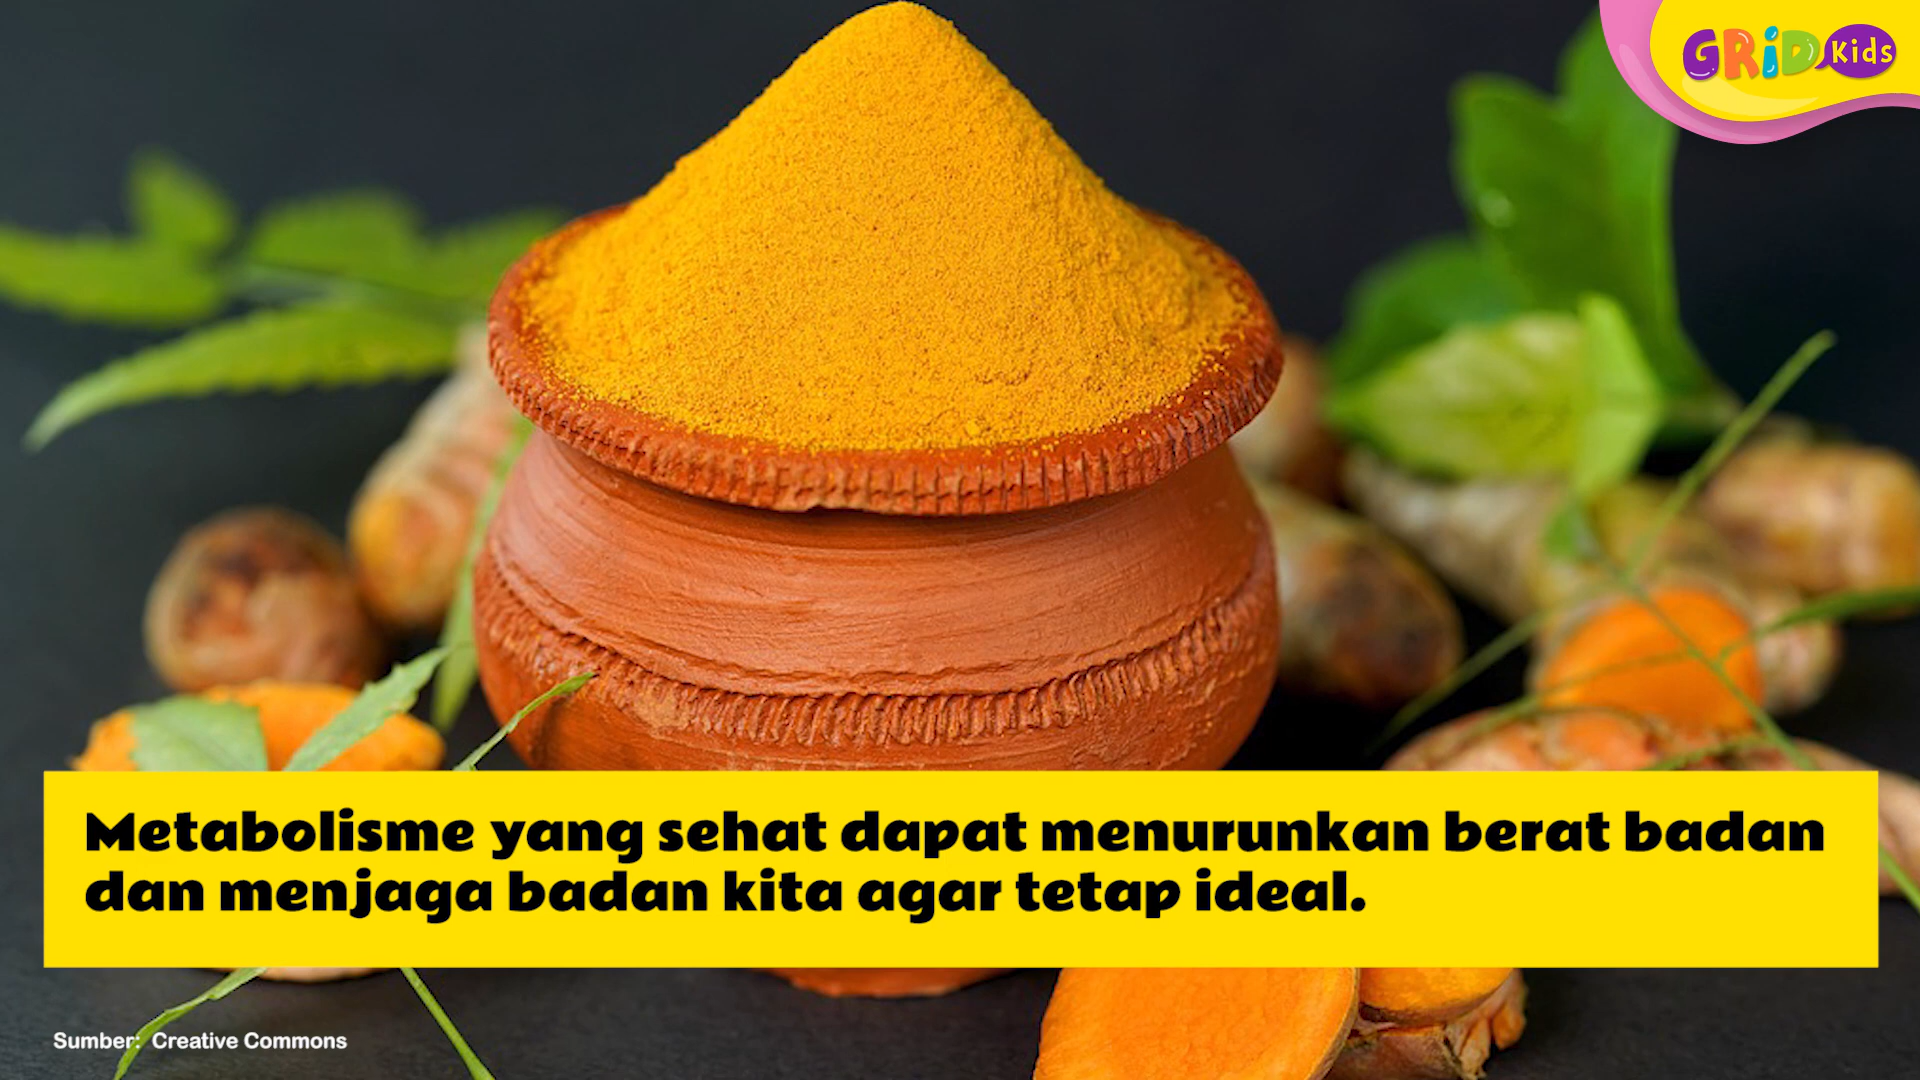 GRiD Kids
Metabolisme yang sehat dapat menurunkan berat badan
dan menjaga badan kita agar tetap ideal.
Sumber: Creative Commons